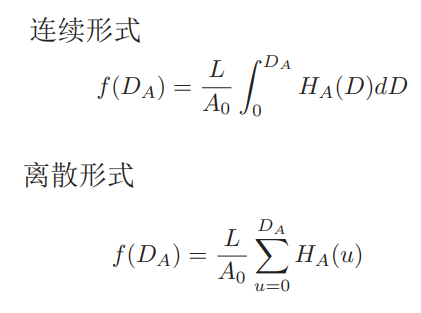 连续形式
f(D_A) = \frac{L}{A_0} \int_0^{D_A} H_A(D)dD
离散形式
f(D_A) = \frac{L}{A_0} \sum_{u=0}^{D_A} H_A(u)